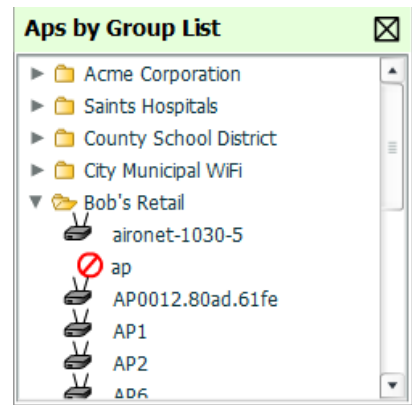 Aps by Group List
Acme Corporation
Saints Hospitals
County School District
City Municipal WiFi
Bob's Retail
aironet-1030-5
ap
AP0012.80ad.61fe
AP1
AP2
AP6